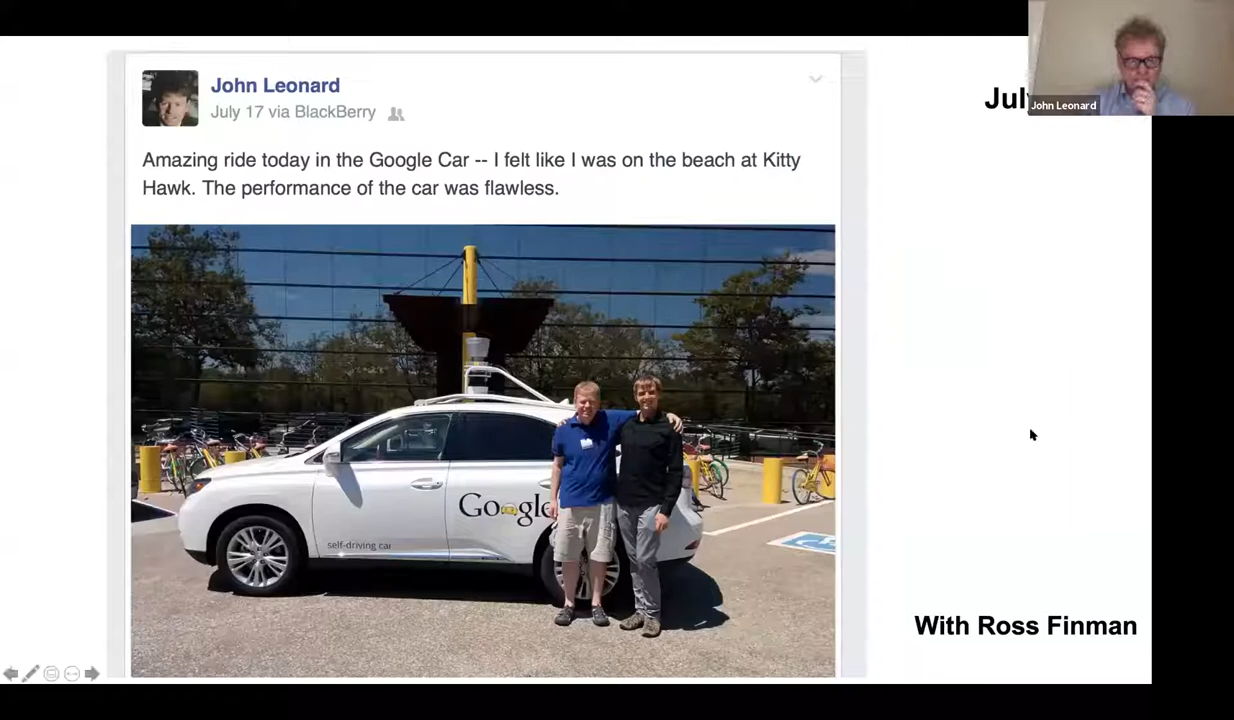 John Leonard
July 17 via BlackBerry
Amazing ride today in the Google Car -- I felt like I was on the beach at Kitty
Hawk. The performance of the car was flawless.
Google
self-driving car
With Ross Finman
John Leonard